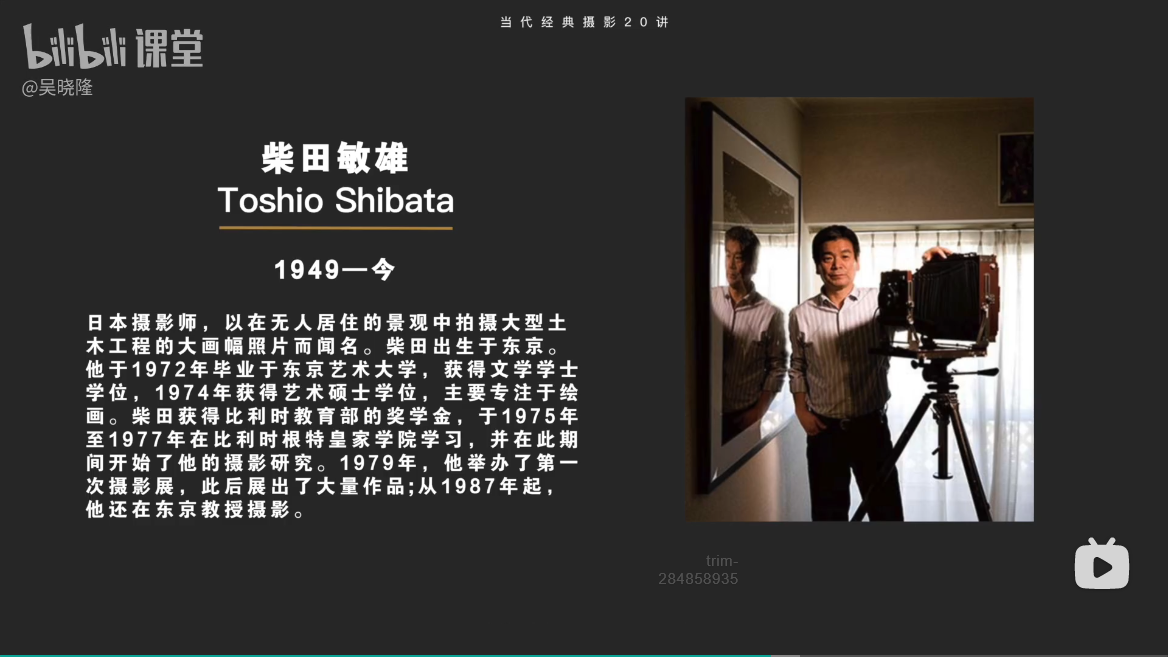 当代经典摄影20讲
bilibili 课堂
@吴晓隆
柴田敏雄
Toshio Shibata
1949—今
日本摄影师，以在无人居住的景观中拍摄大型土
木工程的大画幅照片而闻名。柴田出生于东京。
他于1972年毕业于东京艺术大学，获得文学学士
学位，1974年获得艺术硕士学位，主要专注于绘
画。柴田获得比利时教育部的奖学金，于1975年
至1977年在比利时根特皇家学院学习，并在此期
间开始了他的摄影研究。1979年，他举办了第一
次摄影展，此后展出了大量作品;从1987年起，
他还在东京教授摄影。
trim-
284858935